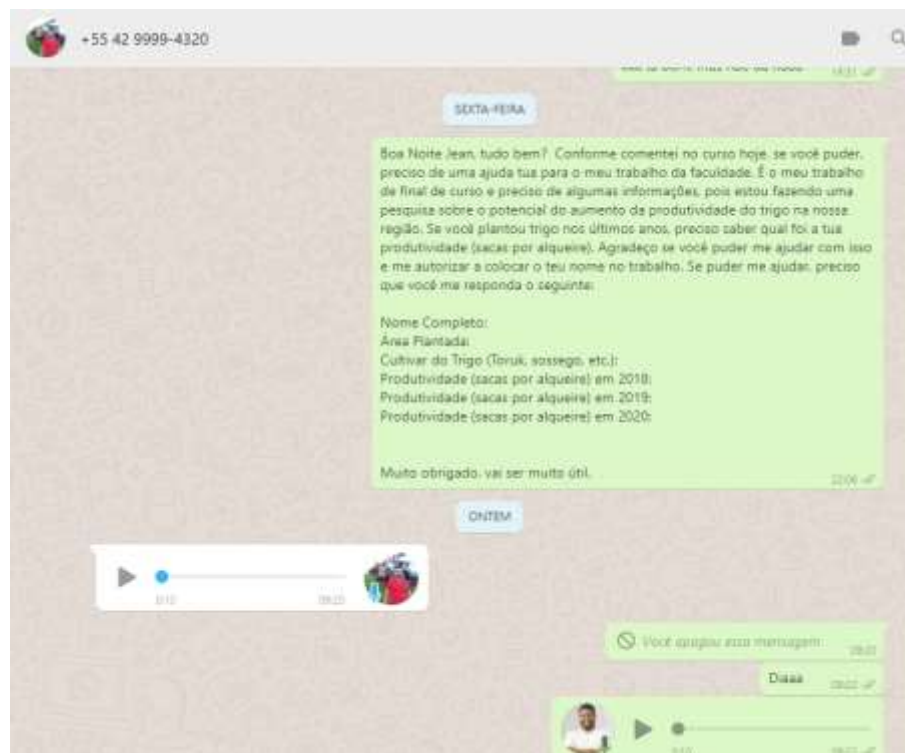 +55 42 9999-4320
SEXTA-FEIRA
Boa Noite Jean, tudo bem? Conforme comentei no curso hoje, se você puder,
preciso de uma ajuda tua para o meu trabalho da faculdade. É o meu trabalho
de final de curso e preciso de algumas informações, pois estou fazendo uma
pesquisa sobre o potencial do aumento da produtividade do trigo na nossa
região. Se você plantou trigo nos últimos anos, preciso saber qual foi a tua
produtividade (sacas por alqueire). Agradeço se você puder me ajudar com isso
e me autorizar a colocar o teu nome no trabalho. Se puder me ajudar, preciso
que você me responda o seguinte:
Nome Completo:
Área Plantada:
Cultivar do Trigo (Toruk, sossego, etc.):
Produtividade (sacas por alqueire) em 2018:
Produtividade (sacas por alqueire) em 2019:
Produtividade (sacas por alqueire) em 2020:
Muito obrigado, vai ser muito útil.
22:06
ONTEM
Você apagou essa mensagem
Diaaa